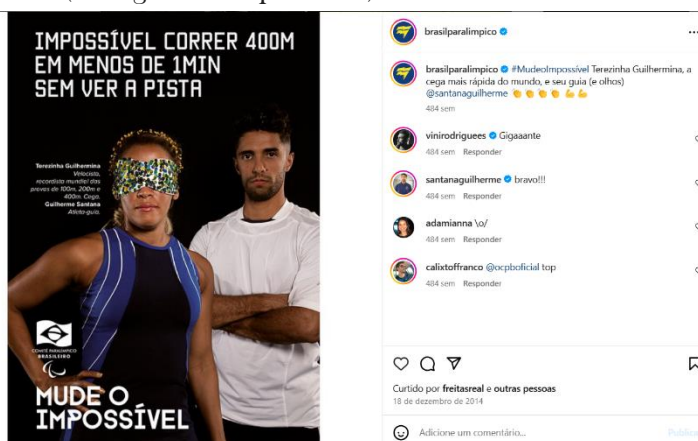 IMPOSSÍVEL CORRER 400M
EM MENOS DE 1MIN
SEM VER A PISTA
Terezinha Guilhermina
Velocista,
recordista mundial das
provas de 100m, 200m e
400m. Cega.
Guilherme Santana
Atleta-guia.
COMITÊ PARALÍMPICO
BRASILEIRO
MUDE O
IMPOSSÍVEL
brasilparalimpico
brasilparalimpico #MudeoImpossível Terezinha Guilhermina, a
cega mais rápida do mundo, e seu guia (e olhos)
@santanaguilherme 👏👏👏👏💪💪
484 sem
vinirodriguees Gigaaante
484 sem Responder
santanaguilherme bravo!!!
484 sem Responder
adamianna \o/
484 sem Responder
calixtoffranco @ocpboficial top
484 sem Responder
Curtido por freitasreal e outras pessoas
18 de dezembro de 2014
Adicione um comentário...